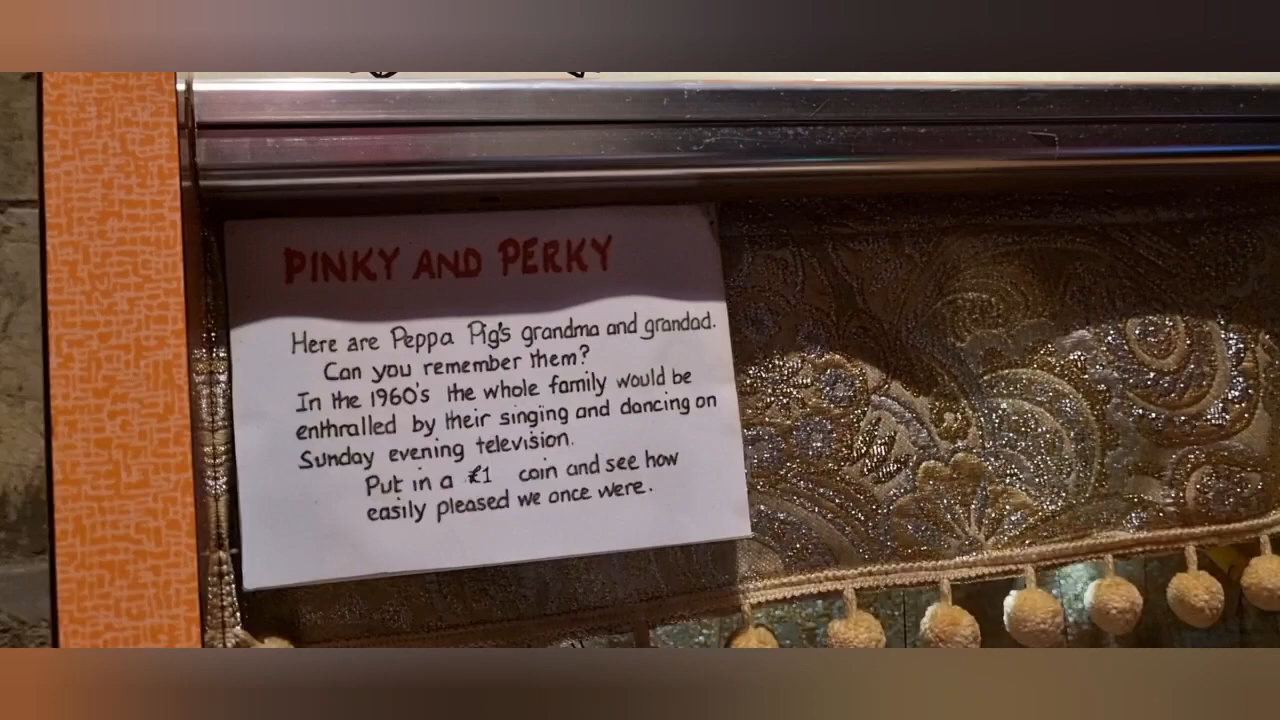 PINKY AND PERKY
Here are Peppa Pig's grandma and grandad.
Can you remember them?
In the 1960's the whole family would be
enthralled by their singing and dancing on
Sunday evening television.
Put in a £1 coin and see how
easily pleased we once were.